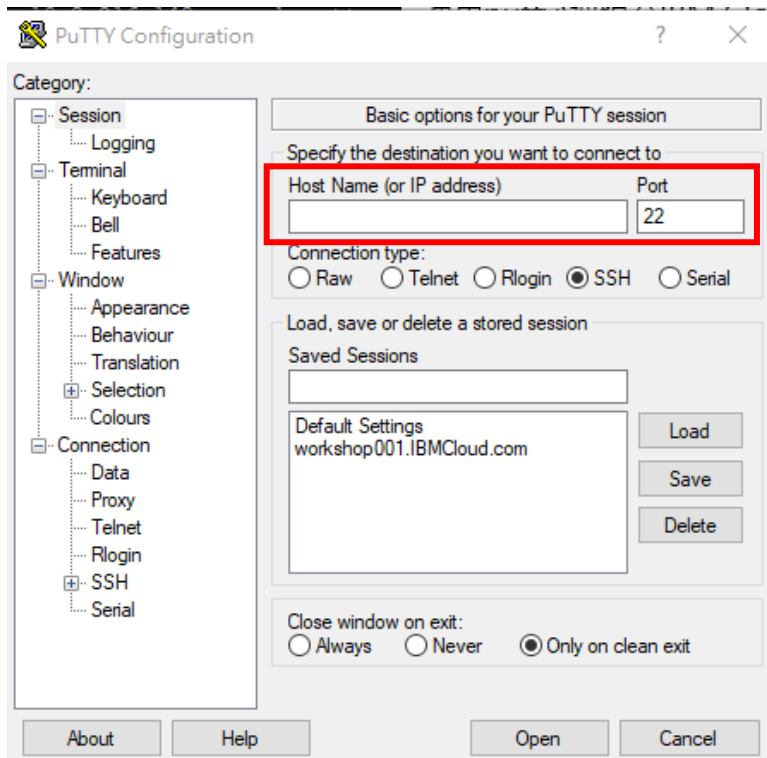 PuTTY Configuration
Category:
Session
Logging
Terminal
Keyboard
Bell
Features
Window
Appearance
Behaviour
Translation
Selection
Colours
Connection
Data
Proxy
Telnet
Rlogin
SSH
Serial
Basic options for your PuTTY session
Specify the destination you want to connect to
Host Name (or IP address) Port
22
Connection type:
Raw Telnet Rlogin SSH Serial
Load, save or delete a stored session
Saved Sessions
Default Settings
workshop001.IBMCloud.com
Load
Save
Delete
Close window on exit:
Always Never Only on clean exit
About Help Open Cancel